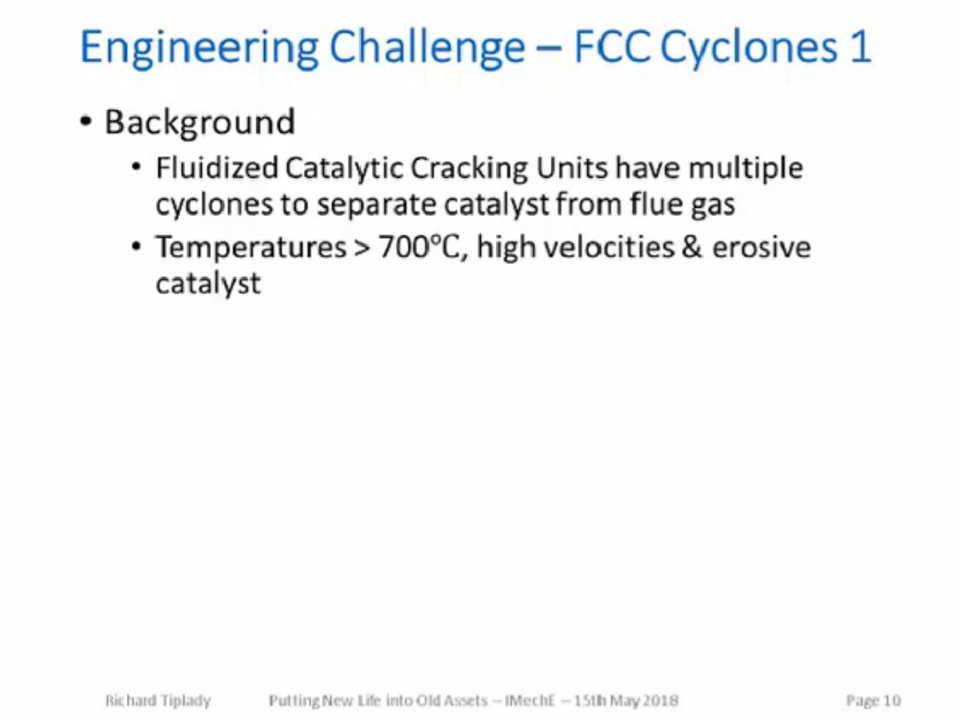 Engineering Challenge – FCC Cyclones 1
• Background
• Fluidized Catalytic Cracking Units have multiple
cyclones to separate catalyst from flue gas
• Temperatures > 700℃, high velocities & erosive
catalyst
Richard Tiplady Putting New Life into Old Assets – IMechE – 15th May 2018 Page 10